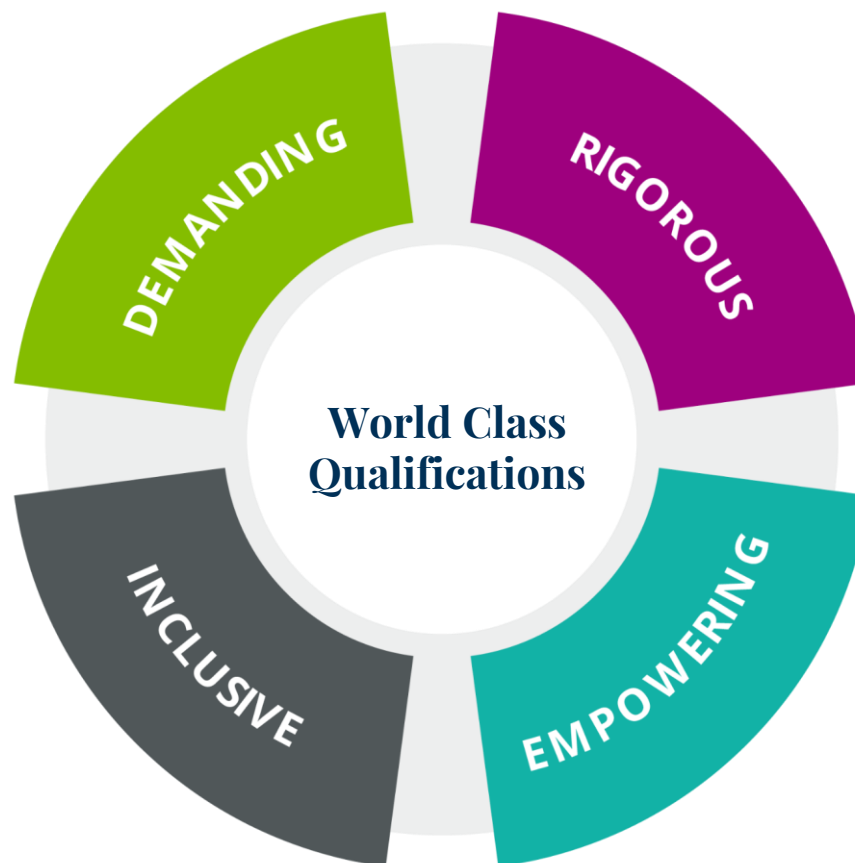 DEMANDING
RIGOROUS
World Class
Qualifications
INCLUSIVE
EMPOWERING